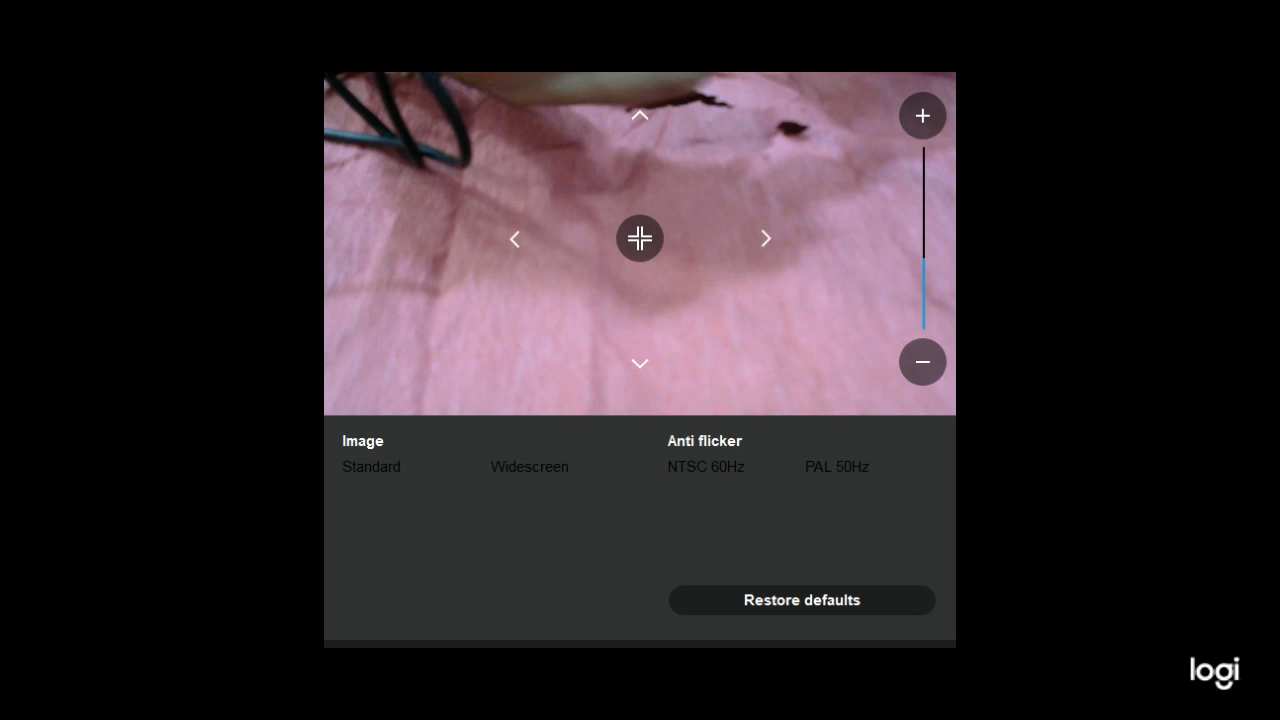 Image
Anti flicker
Standard
Widescreen
NTSC 60Hz
PAL 50Hz
Restore defaults
logi